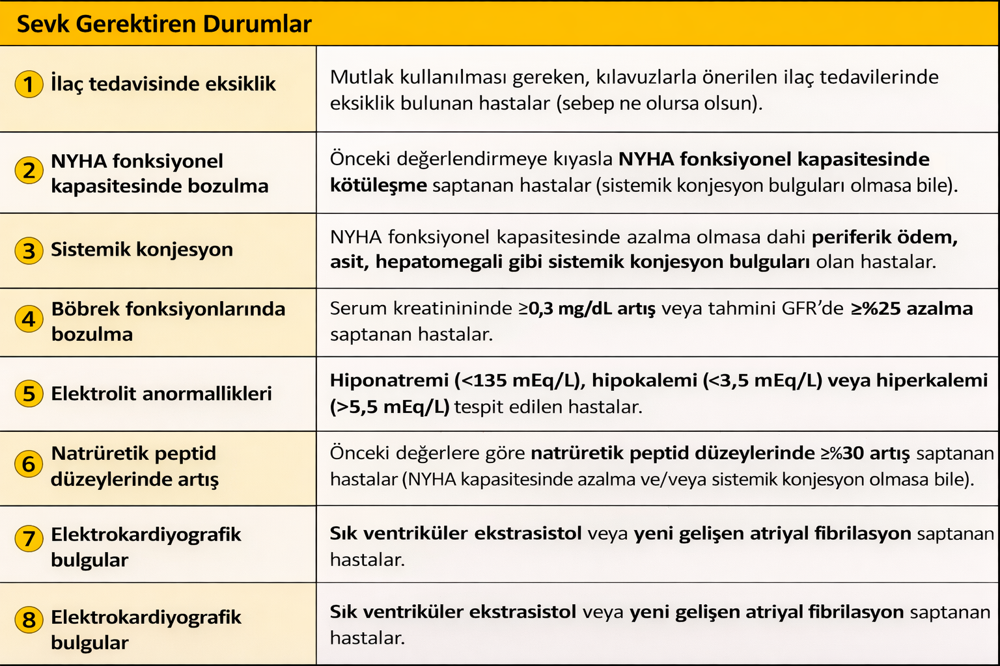 Sevk Gerektiren Durumlar
1 İlaç tedavisinde eksiklik
Mutlak kullanılması gereken, kılavuzlarla önerilen ilaç tedavilerinde
eksiklik bulunan hastalar (sebep ne olursa olsun).
2 NYHA fonksiyonel
kapasitesinde bozulma
Önceki değerlendirmeye kıyasla NYHA fonksiyonel kapasitesinde
kötüleşme saptanan hastalar (sistemik konjesyon bulguları olmasa bile).
3 Sistemik konjesyon
NYHA fonksiyonel kapasitesinde azalma olmasa dahi periferik ödem,
asit, hepatomegali gibi sistemik konjesyon bulguları olan hastalar.
4 Böbrek fonksiyonlarında
bozulma
Serum kreatinininde ≥0,3 mg/dL artış veya tahmini GFR’de ≥%25 azalma
saptanan hastalar.
5 Elektrolit anormallikleri
Hiponatremi (<135 mEq/L), hipokalemi (<3,5 mEq/L) veya hiperkalemi
(>5,5 mEq/L) tespit edilen hastalar.
6 Natrüretik peptid
düzeylerinde artış
Önceki değerlere göre natrüretik peptid düzeylerinde ≥%30 artış saptanan
hastalar (NYHA kapasitesinde azalma ve/veya sistemik konjesyon olmasa bile).
7 Elektrokardiyografik
bulgular
Sık ventriküler ekstrasistol veya yeni gelişen atriyal fibrilasyon saptanan
hastalar.
8 Elektrokardiyografik
bulgular
Sık ventriküler ekstrasistol veya yeni gelişen atriyal fibrilasyon saptanan
hastalar.